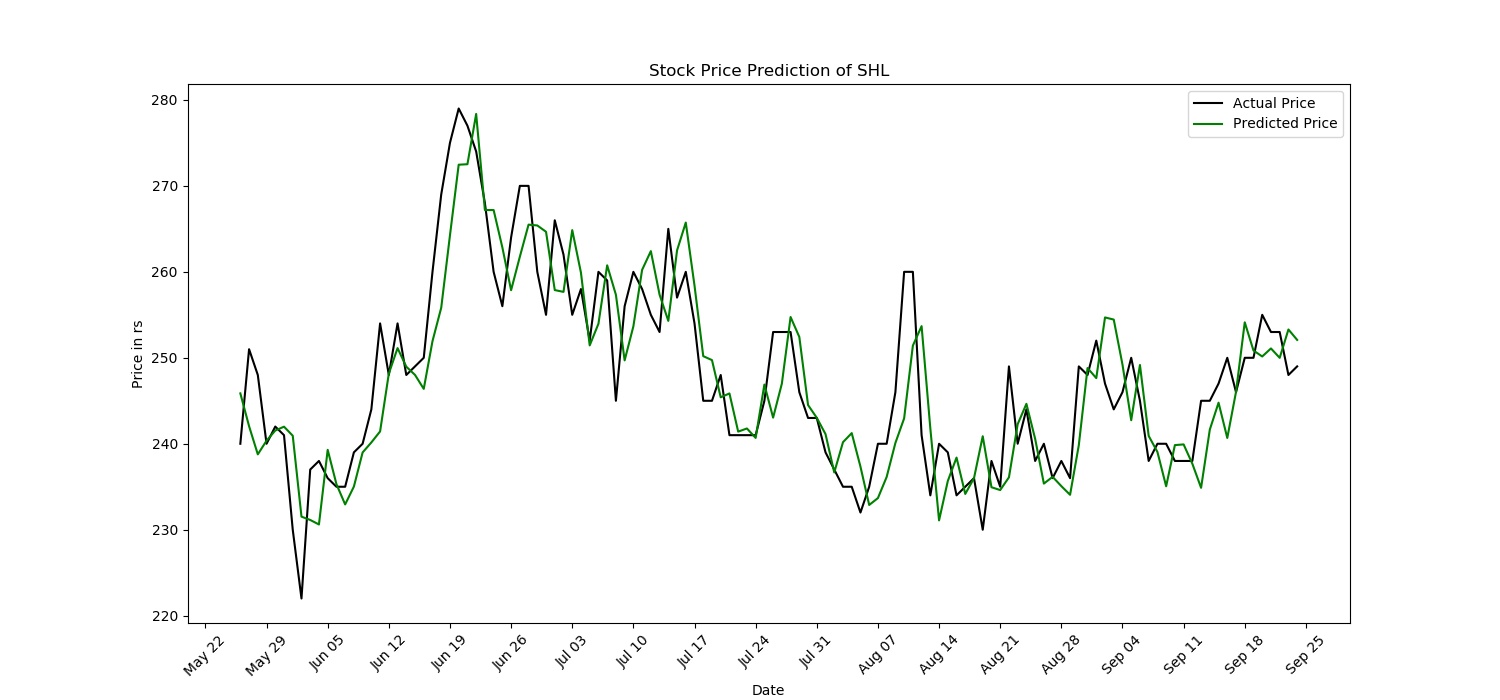 Stock Price Prediction of SHL
Actual Price
Predicted Price
Price in rs
280
270
260
250
240
230
220
May 22
May 29
Jun 05
Jun 12
Jun 19
Jun 26
Jul 03
Jul 10
Jul 17
Jul 24
Jul 31
Aug 07
Aug 14
Aug 21
Aug 28
Sep 04
Sep 11
Sep 18
Sep 25
Date